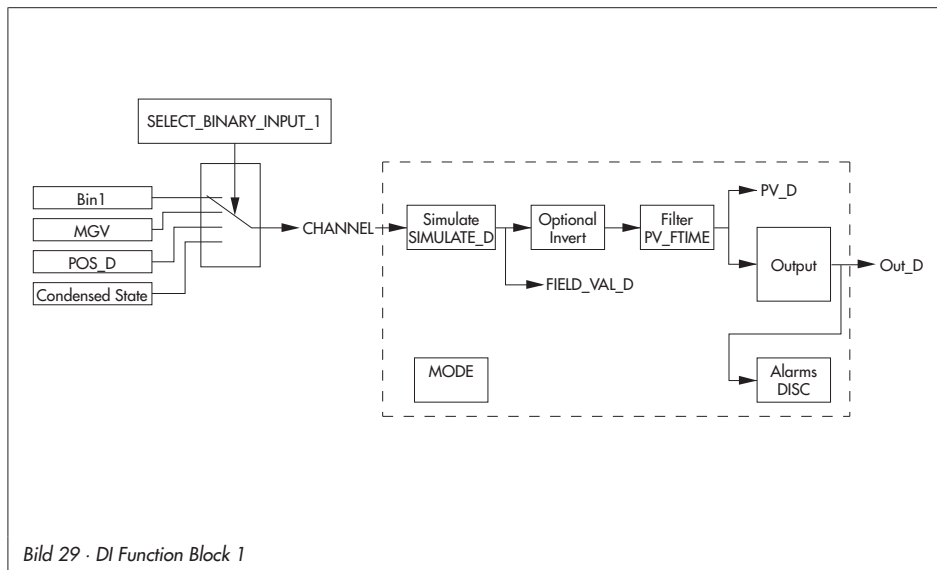 SELECT_BINARY_INPUT_1
Bin1
MGV
POS_D
Condensed State
CHANNEL
Simulate
SIMULATE_D
Optional
Invert
Filter
PV_FTIME
PV_D
Output
Out_D
FIELD_VAL_D
MODE
Alarms
DISC
Bild 29 · DI Function Block 1